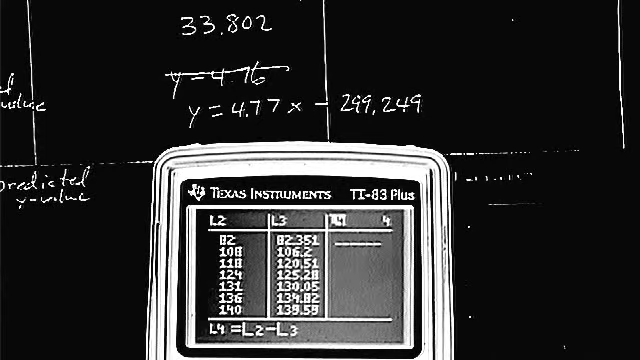 33.802
y = 4.76
y = 4.77 x - 299,249
predicted
y-value
TEXAS INSTRUMENTS TI-83 Plus
L2 L3 L4 4
82 82.351
108 106.2
118 120.51
124 125.28
131 130.05
136 134.82
140 139.59
L4 =L2-L3